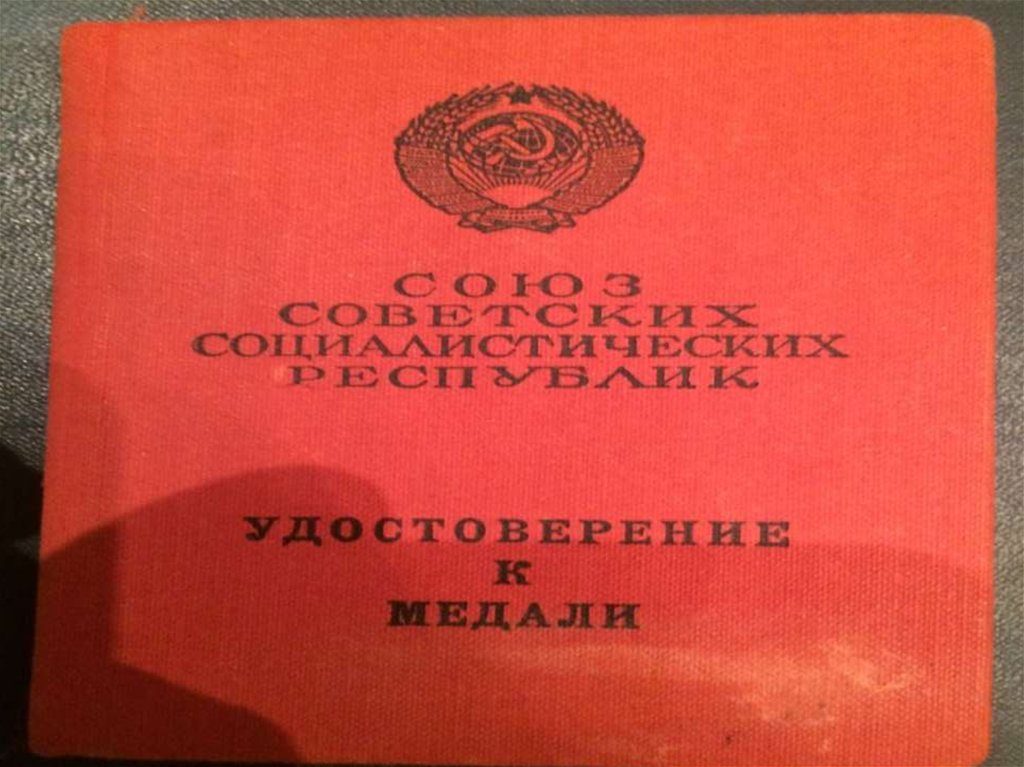 СОЮЗ
СОВЕТСКИХ
СОЦИАЛИСТИЧЕСКИХ
РЕСПУБЛИК
УДОСТОВЕРЕНИЕ
К
МЕДАЛИ